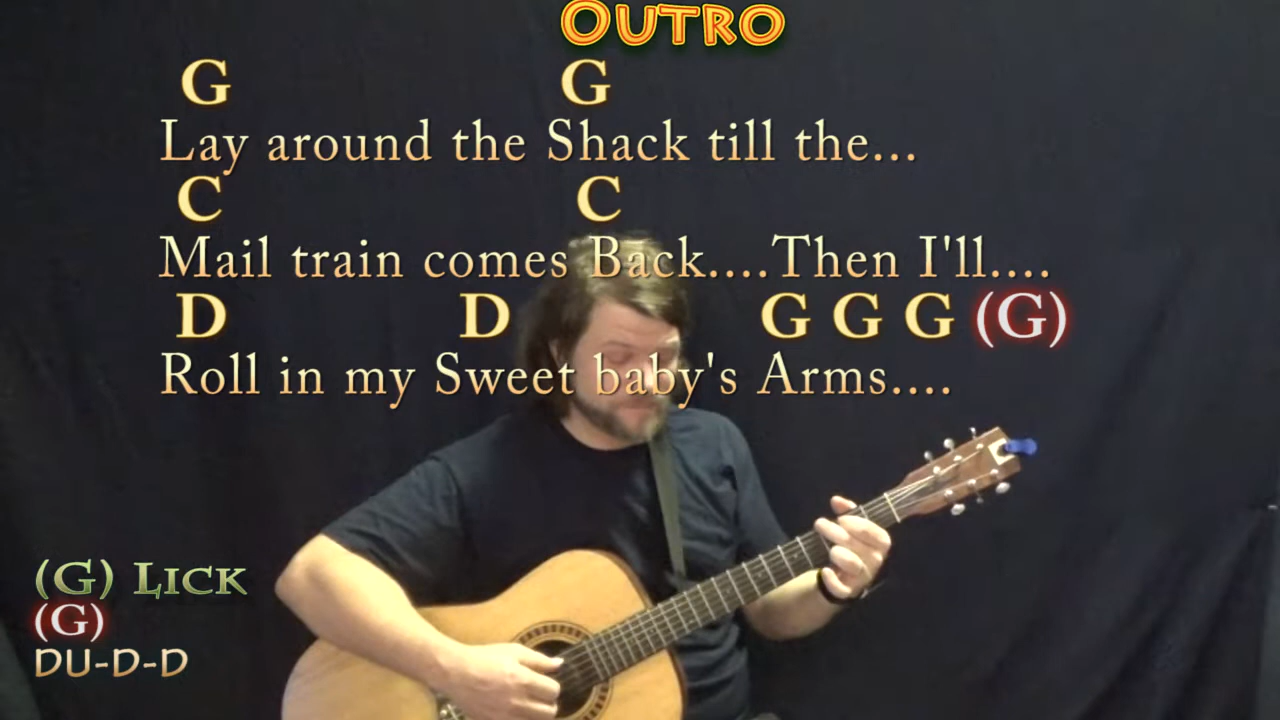 OUTRO
G G
Lay around the Shack till the...
C C
Mail train comes Back....Then I'll....
D D G G G (G)
Roll in my Sweet baby's Arms....
(G) LICK
(G)
DU-D-D